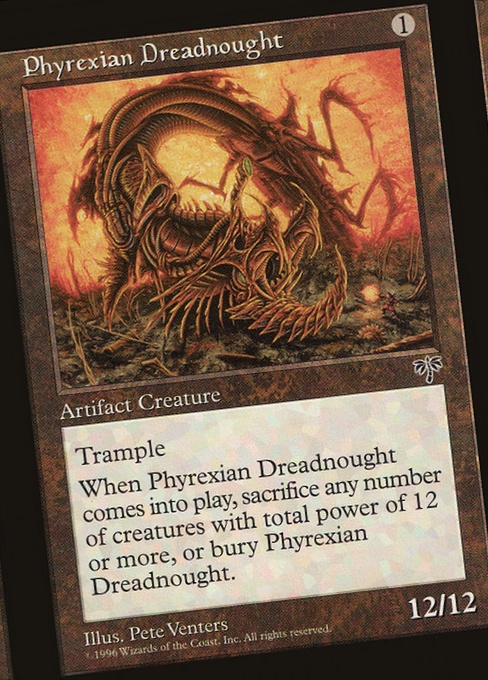 Phyrexian Dreadnought 1
Artifact Creature
Trample
When Phyrexian Dreadnought
comes into play, sacrifice any number
of creatures with total power of 12
or more, or bury Phyrexian
Dreadnought.
12/12
Illus. Pete Venters
©1996 Wizards of the Coast, Inc. All rights reserved.